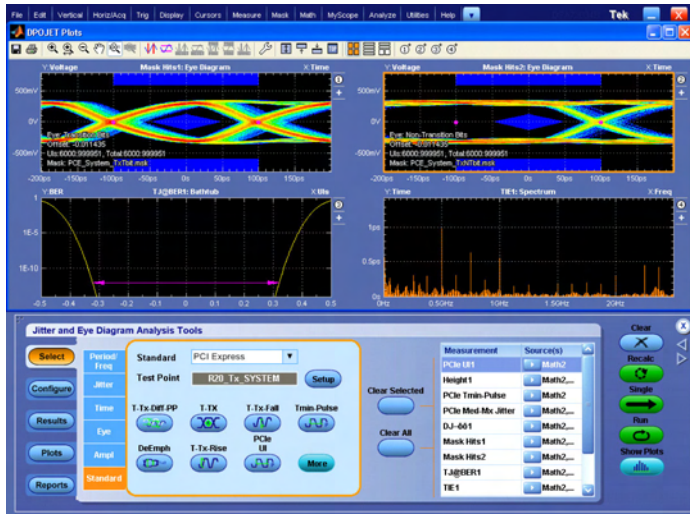 File Edit Vertical Horiz/Acq Trig Display Cursors Measure Mask Math MyScope Analyze Utilities Help Tek
DPOJET Plots
Y:Voltage Mask Hits1: Eye Diagram X:Time
500mV
0V
-500mV
Eye: Transition Bits
Offset: -0.011435
UIs:6000:999951, Total:6000:999951
Mask: PCE_System_TxTbit.msk
-200ps -150ps -100ps -50ps 0s 50ps 100ps 150ps
Y:Voltage Mask Hits2: Eye Diagram X:Time
500mV
0V
-500mV
Eye: Non-Transition Bits
Offset: -0.011435
UIs:6000:999951, Total:6000:999951
Mask: PCE_System_TxNTbit.msk
-200ps -150ps -100ps -50ps 0s 50ps 100ps 150ps
Y:BER TJ@BER1: Bathtub X:UIs
1
1E-5
1E-10
-0.5 -0.4 -0.3 -0.2 -0.1 0 0.1 0.2 0.3 0.4 0.5
Y:Time TIE1: Spectrum X:Freq
1ps
0.5ps
0s
0Hz 0.50Hz 10Hz 1.50Hz 20Hz
Jitter and Eye Diagram Analysis Tools
Select
Configure
Results
Plots
Reports
Period/
Freq
Jitter
Time
Eye
Ampl
Standard
Standard PCI Express
Test Point R20_Tx_SYSTEM Setup
T-Tx-Diff-PP T-TX T-Tx-Fall Tmin-Pulse
DeEmph T-Tx-Rise PCIe UI More
Clear Selected
Clear All
Measurement Source(s)
PCIe UI1 Math2
Height1 Math2,...
PCIe Tmin-Pulse Math2
PCIe Med-Mx Jitter Math2,...
DJ-δδ1 Math2,...
Mask Hits1 Math2,...
Mask Hits2 Math2,...
TJ@BER1 Math2,...
TIE1 Math2,...
Clear
Recalc
Single
Run
Show Plots